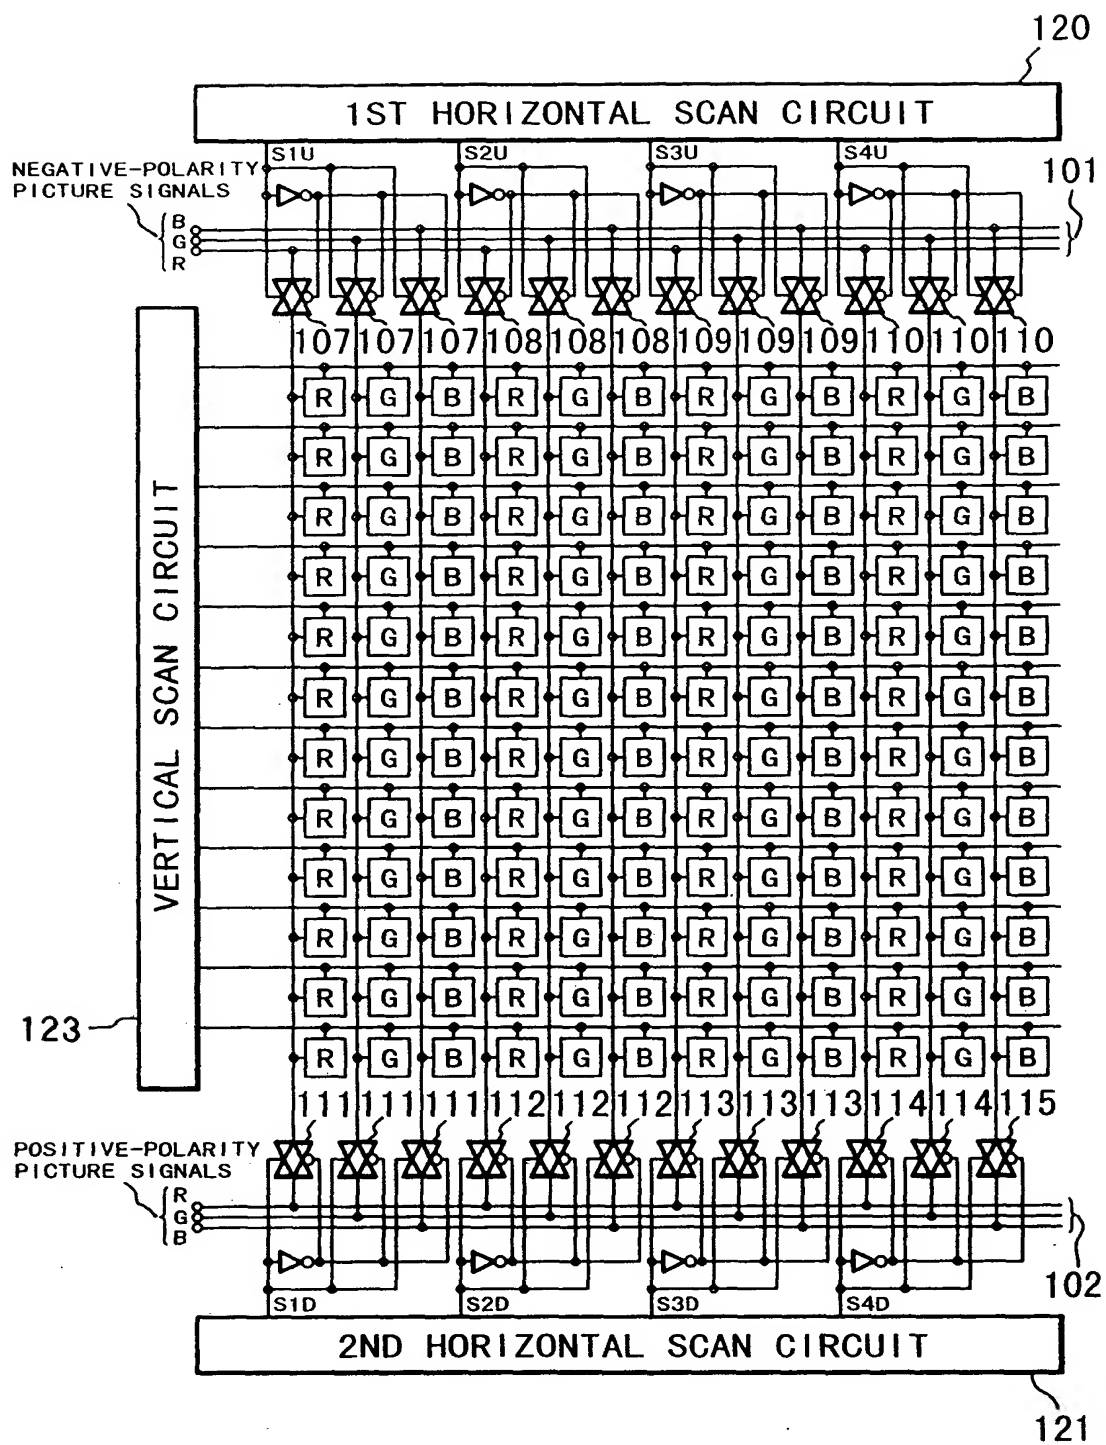 120
1ST HORIZONTAL SCAN CIRCUIT
S1U S2U S3U S4U
NEGATIVE-POLARITY
PICTURE SIGNALS
101
B
G
R
107 107 107 108 108 108 109 109 109 110 110 110
R G B R G B R G B R G B
R G B R G B R G B R G B
R G B R G B R G B R G B
R G B R G B R G B R G B
R G B R G B R G B R G B
R G B R G B R G B R G B
R G B R G B R G B R G B
R G B R G B R G B R G B
R G B R G B R G B R G B
R G B R G B R G B R G B
R G B R G B R G B R G B
R G B R G B R G B R G B
VERTICAL SCAN CIRCUIT
123
111 111 111 112 112 112 113 113 113 114 114 115
POSITIVE-POLARITY
PICTURE SIGNALS
R
G
B
102
S1D S2D S3D S4D
2ND HORIZONTAL SCAN CIRCUIT
121